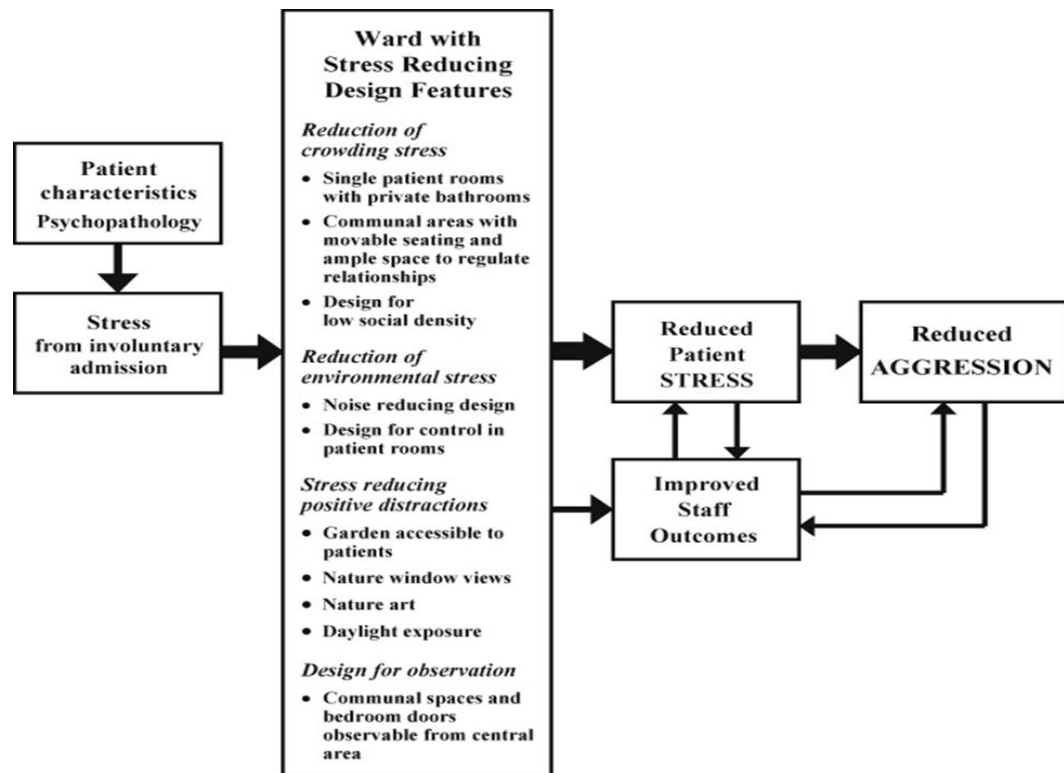 Patient
characteristics
Psychopathology
Stress
from involuntary
admission
Ward with
Stress Reducing
Design Features
Reduction of
crowding stress
• Single patient rooms
with private bathrooms
• Communal areas with
movable seating and
ample space to regulate
relationships
• Design for
low social density
Reduction of
environmental stress
• Noise reducing design
• Design for control in
patient rooms
Stress reducing
positive distractions
• Garden accessible to
patients
• Nature window views
• Nature art
• Daylight exposure
Design for observation
• Communal spaces and
bedroom doors
observable from central
area
Reduced
Patient
STRESS
Improved
Staff
Outcomes
Reduced
AGGRESSION